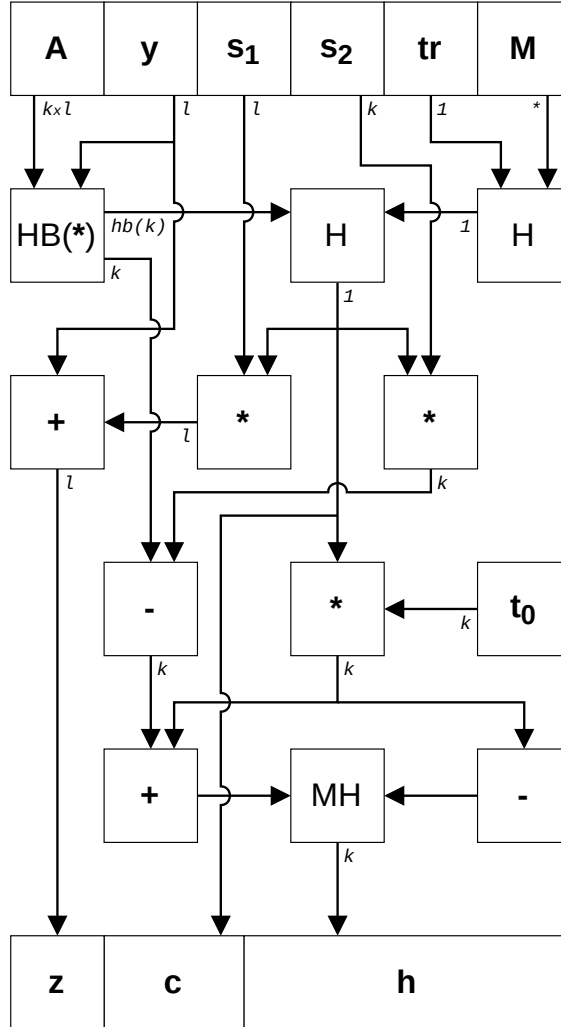 A y s1 s2 tr M
k×l l l k 1 *
HB(*) hb(k) H 1 H
k 1
+ l * *
l k
- * k t0
k k
+ MH -
k
z c h